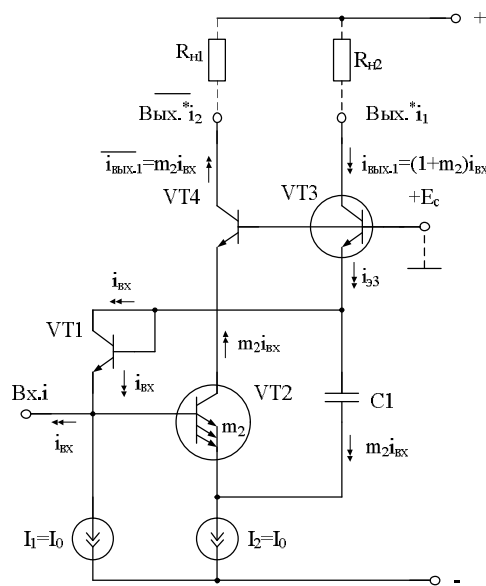 +
Rн1
Rн2
Вых.*i2
Вых.*i1
iвых.1=m2iвх
iвых.1=(1+m2)iвх
+Ec
VT4
VT3
iэ3
iвх
VT1
m2iвх
iвх
VT2
Вх.i
C1
m2
iвх
m2iвх
I1=I0
I2=I0
-